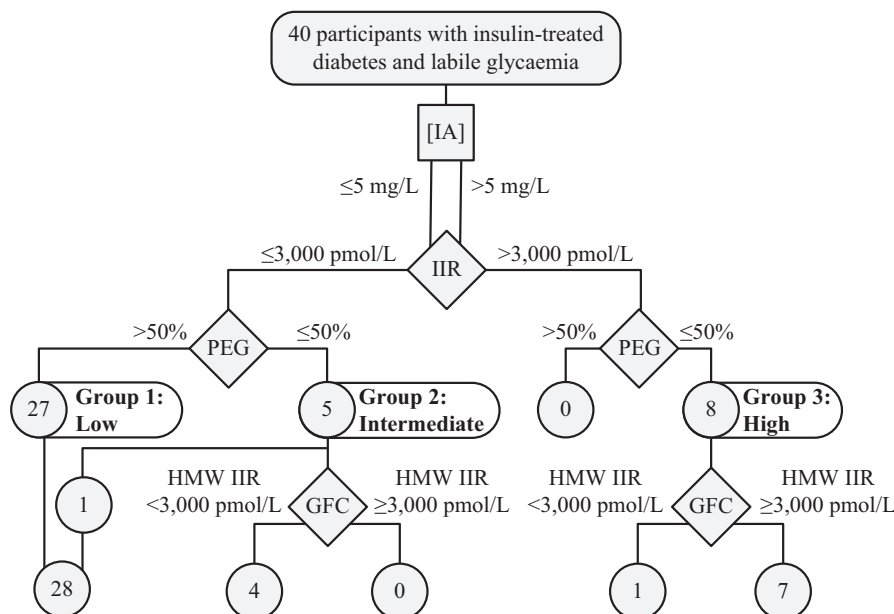 40 participants with insulin-treated
diabetes and labile glycaemia
[IA]
≤5 mg/L
>5 mg/L
≤3,000 pmol/L
IIR
>3,000 pmol/L
>50%
PEG
≤50%
>50%
PEG
≤50%
27
Group 1:
Low
5
Group 2:
Intermediate
0
8
Group 3:
High
1
HMW IIR
<3,000 pmol/L
GFC
HMW IIR
≥3,000 pmol/L
HMW IIR
<3,000 pmol/L
GFC
HMW IIR
≥3,000 pmol/L
28
4
0
1
7